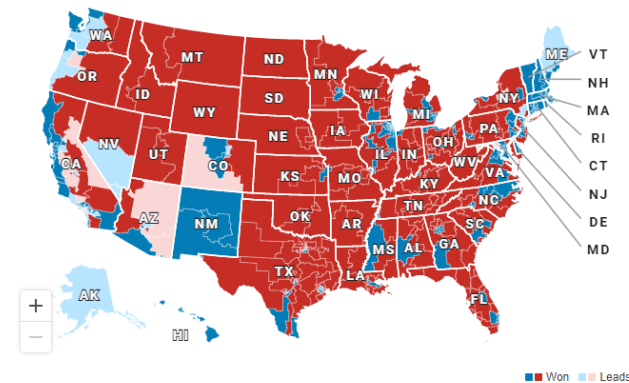 WA
MT
ND
MN
ME
VT
OR
ID
SD
WI
NY
NH
WY
MI
MA
NV
NE
IA
PA
RI
CA
UT
CO
IL
IN
OH
WV
VA
CT
KS
MO
KY
NJ
AZ
NM
OK
AR
TN
NC
DE
MS
AL
GA
SC
MD
TX
LA
FL
AK
HI
+
−
Won
Leads